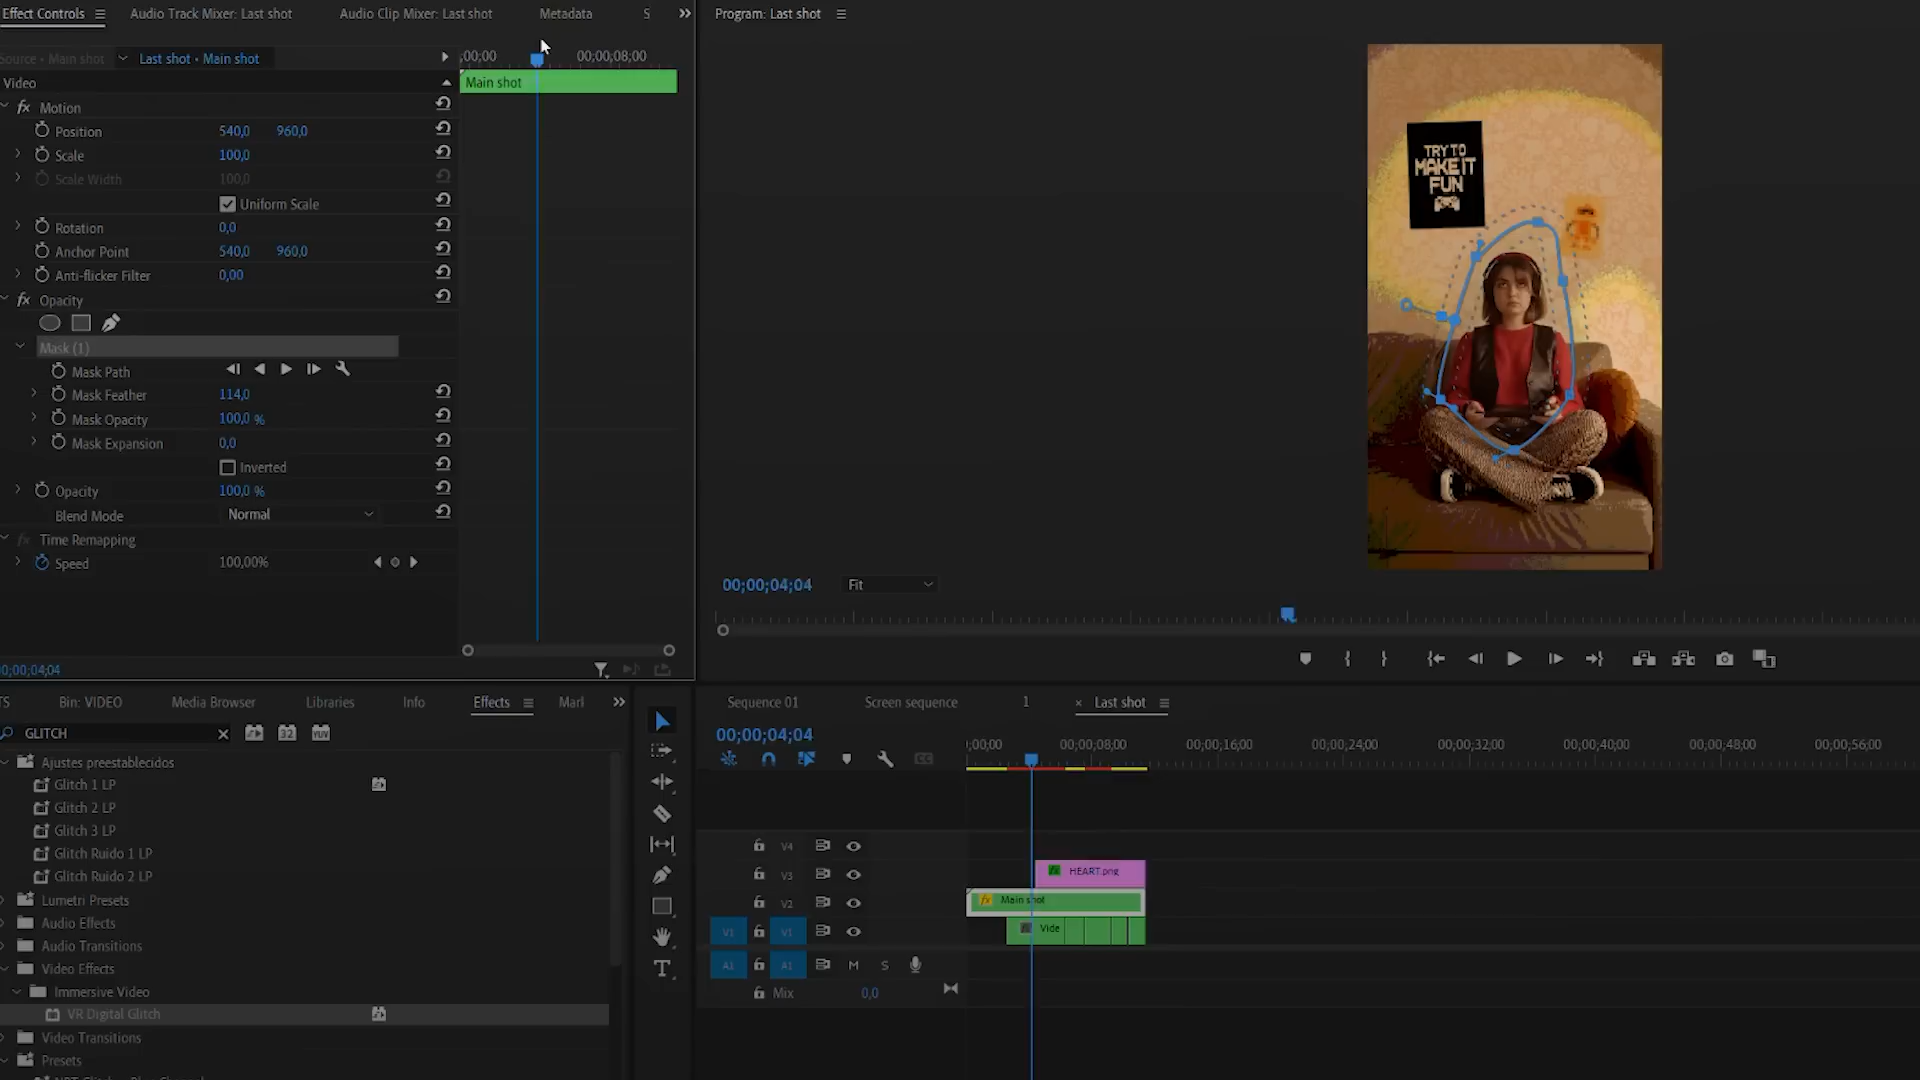 Effect Controls
Audio Track Mixer: Last shot
Audio Clip Mixer: Last shot
Metadata
S
Program: Last shot
Source • Main shot
Last shot • Main shot
;00;00
00;00;08;00
Video
Main shot
fx Motion
Position 540,0 960,0
Scale 100,0
Scale Width 100,0
Uniform Scale
Rotation 0,0
Anchor Point 540,0 960,0
Anti-flicker Filter 0,00
fx Opacity
Mask (1)
Mask Path
Mask Feather 114,0
Mask Opacity 100,0 %
Mask Expansion 0,0
Inverted
Opacity 100,0 %
Blend Mode Normal
fx Time Remapping
Speed 100,00%
TRY TO
MAKE IT
FUN
00;00;04;04
Fit
0;00;04;04
TS
Bin: VIDEO
Media Browser
Libraries
Info
Effects
Marl
GLITCH
32
YUV
Ajustes preestablecidos
Glitch 1 LP
Glitch 2 LP
Glitch 3 LP
Glitch Ruido 1 LP
Glitch Ruido 2 LP
Lumetri Presets
Audio Effects
Audio Transitions
Video Effects
Immersive Video
VR Digital Glitch
Video Transitions
Presets
Sequence 01
Screen sequence
1
× Last shot
00;00;04;04
;00;00
00;00;08;00
00;00;16;00
00;00;24;00
00;00;32;00
00;00;40;00
00;00;48;00
00;00;56;00
CC
V4
V3
HEART.png
V2
fx Main shot
V1 V1
Vide
A1 A1 M S
Mix 0,0
T